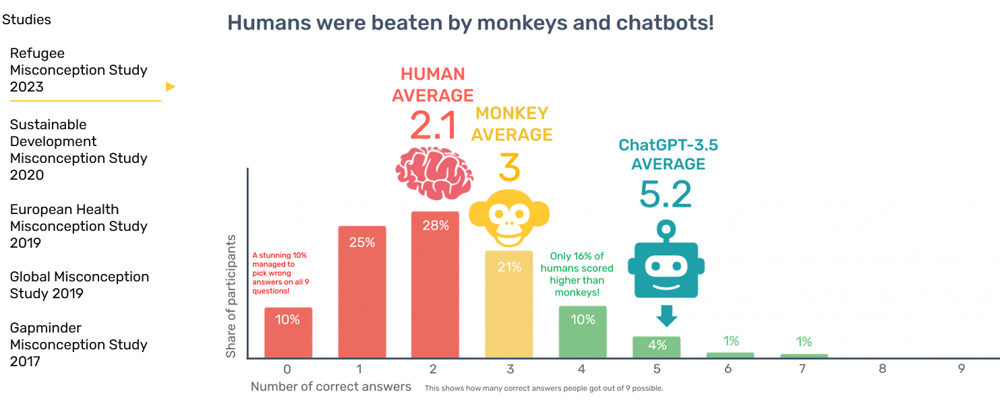 Studies
Refugee
Misconception Study
2023
Sustainable
Development
Misconception Study
2020
European Health
Misconception Study
2019
Global Misconception
Study 2019
Gapminder
Misconception Study
2017
Humans were beaten by monkeys and chatbots!
HUMAN
AVERAGE
2.1
MONKEY
AVERAGE
3
ChatGPT-3.5
AVERAGE
5.2
Share of participants
A stunning 10%
managed to
pick wrong
answers on all 9
questions!
Only 16% of
humans scored
higher than
monkeys!
10%
25%
28%
21%
10%
4%
1%
1%
0 1 2 3 4 5 6 7 8 9
Number of correct answers
This shows how many correct answers people got out of 9 possible.